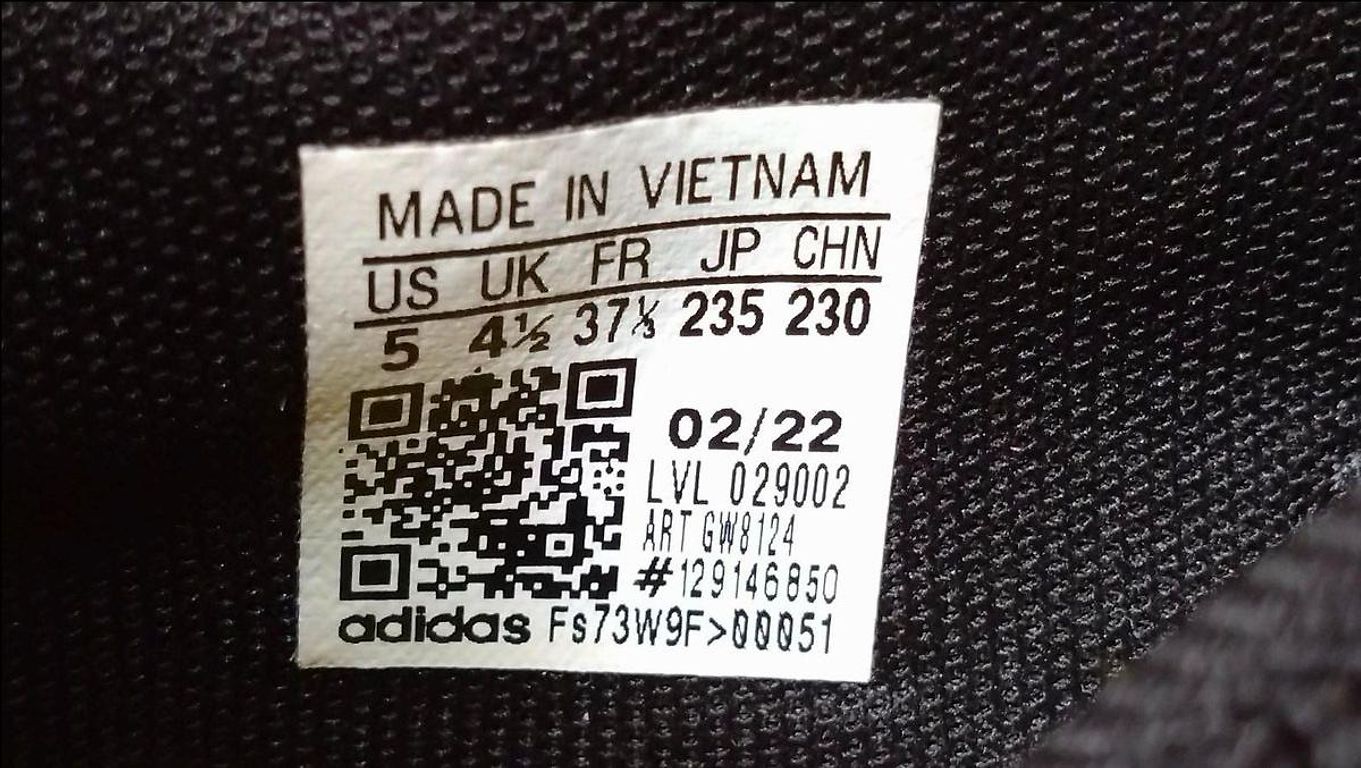 MADE IN VIETNAM
US UK FR JP CHN
5 4½ 37⅓ 235 230
02/22
LVL 029002
ART GW8124
#129146850
adidas Fs73W9F>00051